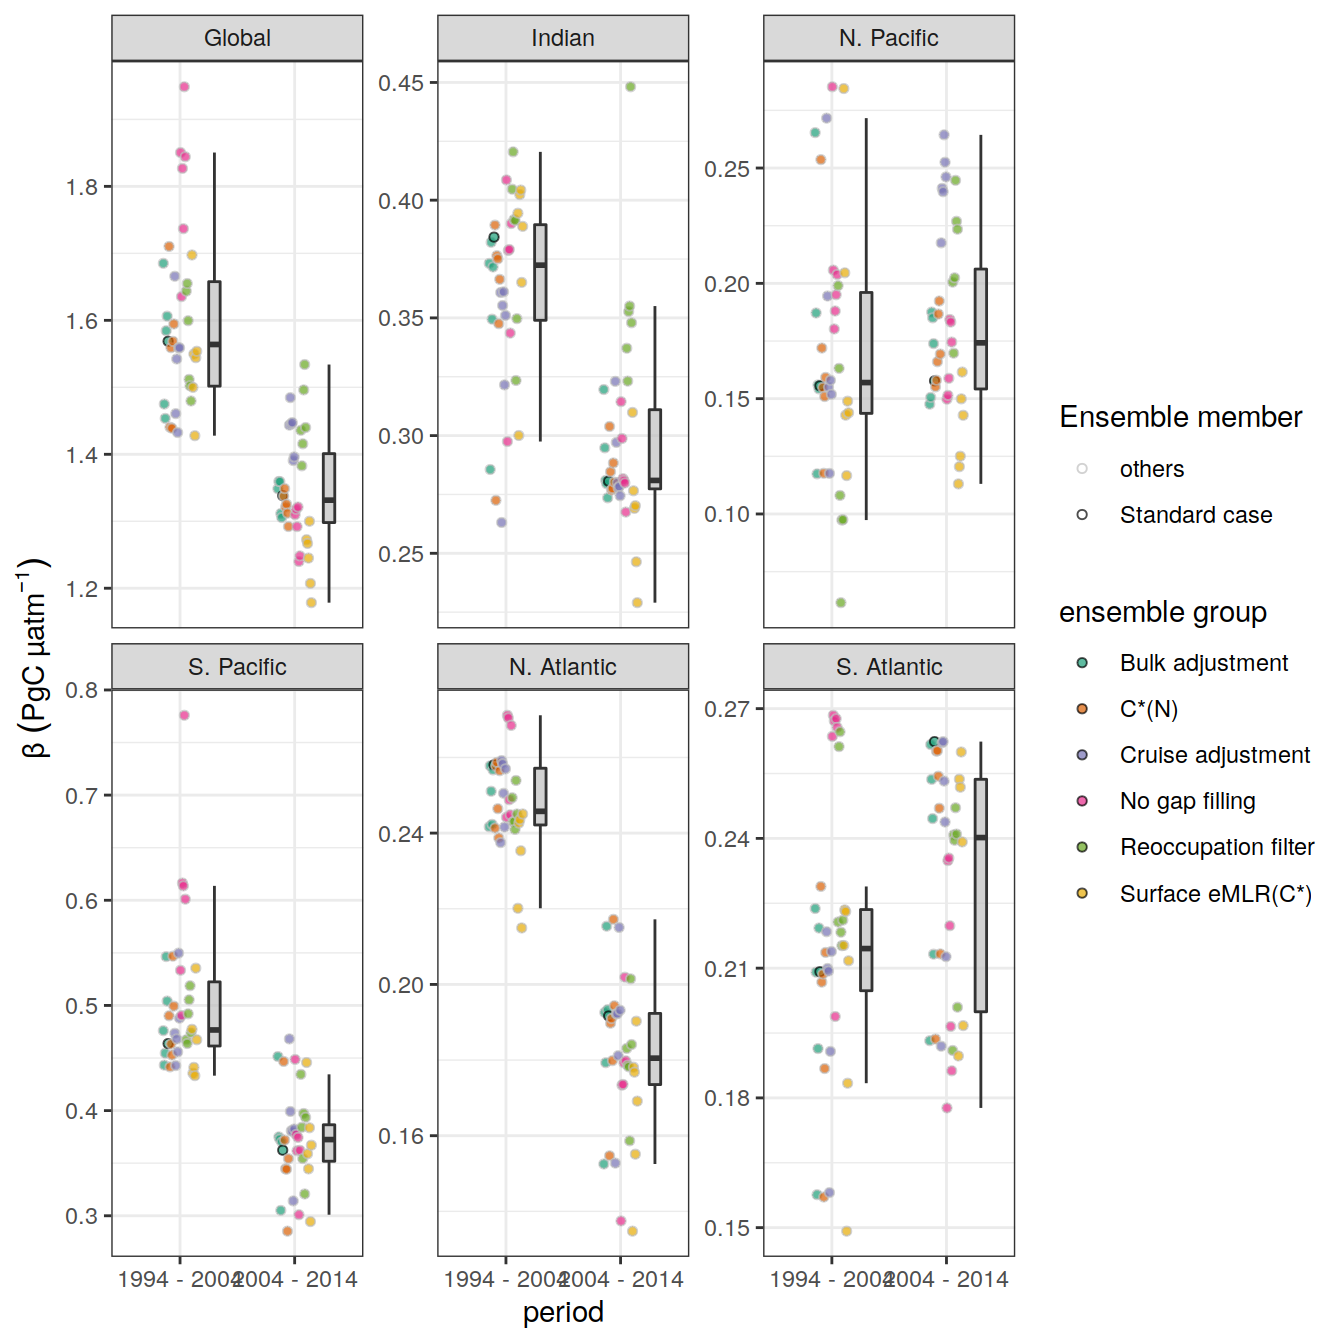 Global
Indian
N. Pacific
1.8
1.6
1.4
1.2
0.45
0.40
0.35
0.30
0.25
0.25
0.20
0.15
0.10
S. Pacific
N. Atlantic
S. Atlantic
0.8
0.7
0.6
0.5
0.4
0.3
0.24
0.20
0.16
0.27
0.24
0.21
0.18
0.15
1994 - 2004
2004 - 2014
1994 - 2004
2004 - 2014
1994 - 2004
2004 - 2014
period
β (PgC µatm⁻¹)
Ensemble member
others
Standard case
ensemble group
Bulk adjustment
C*(N)
Cruise adjustment
No gap filling
Reoccupation filter
Surface eMLR(C*)